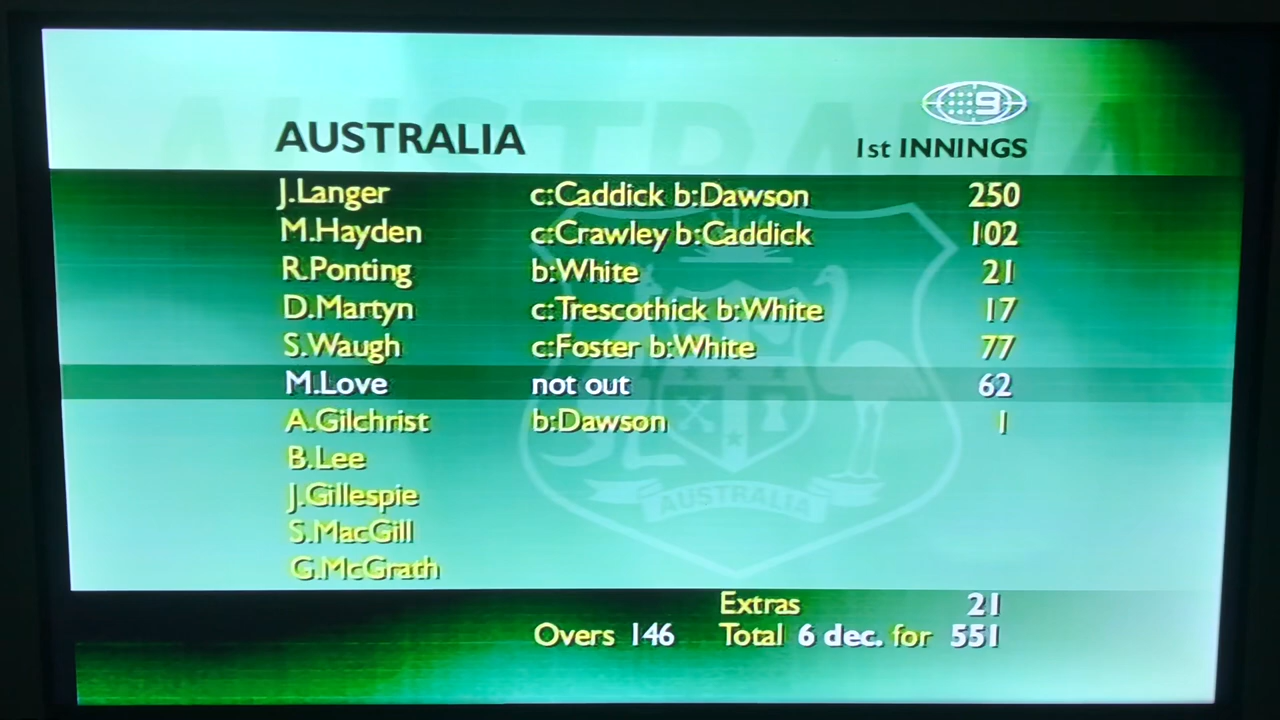 9
AUSTRALIA
1st INNINGS
J.Langer c:Caddick b:Dawson 250
M.Hayden c:Crawley b:Caddick 102
R.Ponting b:White 21
D.Martyn c:Trescothick b:White 17
S.Waugh c:Foster b:White 77
M.Love not out 62
A.Gilchrist b:Dawson 1
B.Lee
J.Gillespie
S.MacGill
G.McGrath
AUSTRALIA
Extras 21
Overs 146 Total 6 dec. for 551